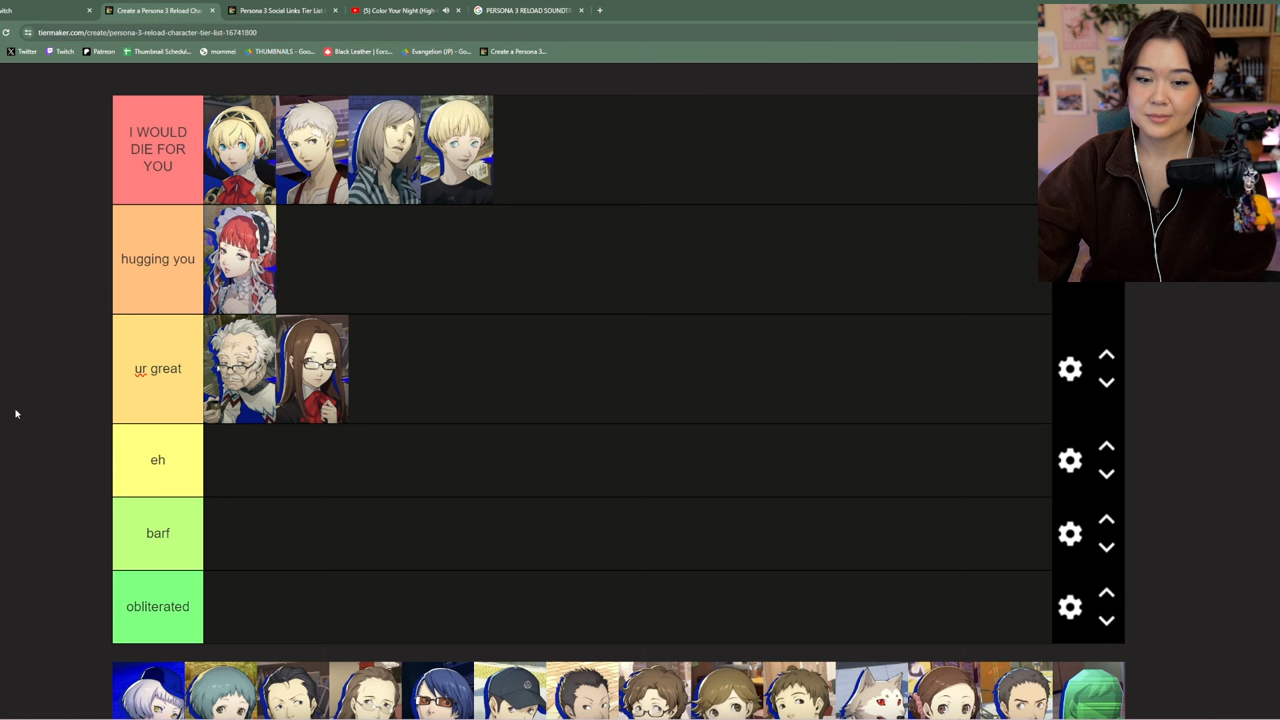 witch
Create a Persona 3 Reload Cha
Persona 3 Social Links Tier List
(5) Color Your Night (High-
PERSONA 3 RELOAD SOUNDT
tiermaker.com/create/persona-3-reload-character-tier-list-16741800
Twitter
Twitch
Patreon
Thumbnail Schedul...
mommei
THUMBNAILS - Goo...
Black Leather | Eorz...
Evangelion (JP) - Go...
Create a Persona 3...
I WOULD
DIE FOR
YOU
hugging you
ur great
eh
barf
obliterated